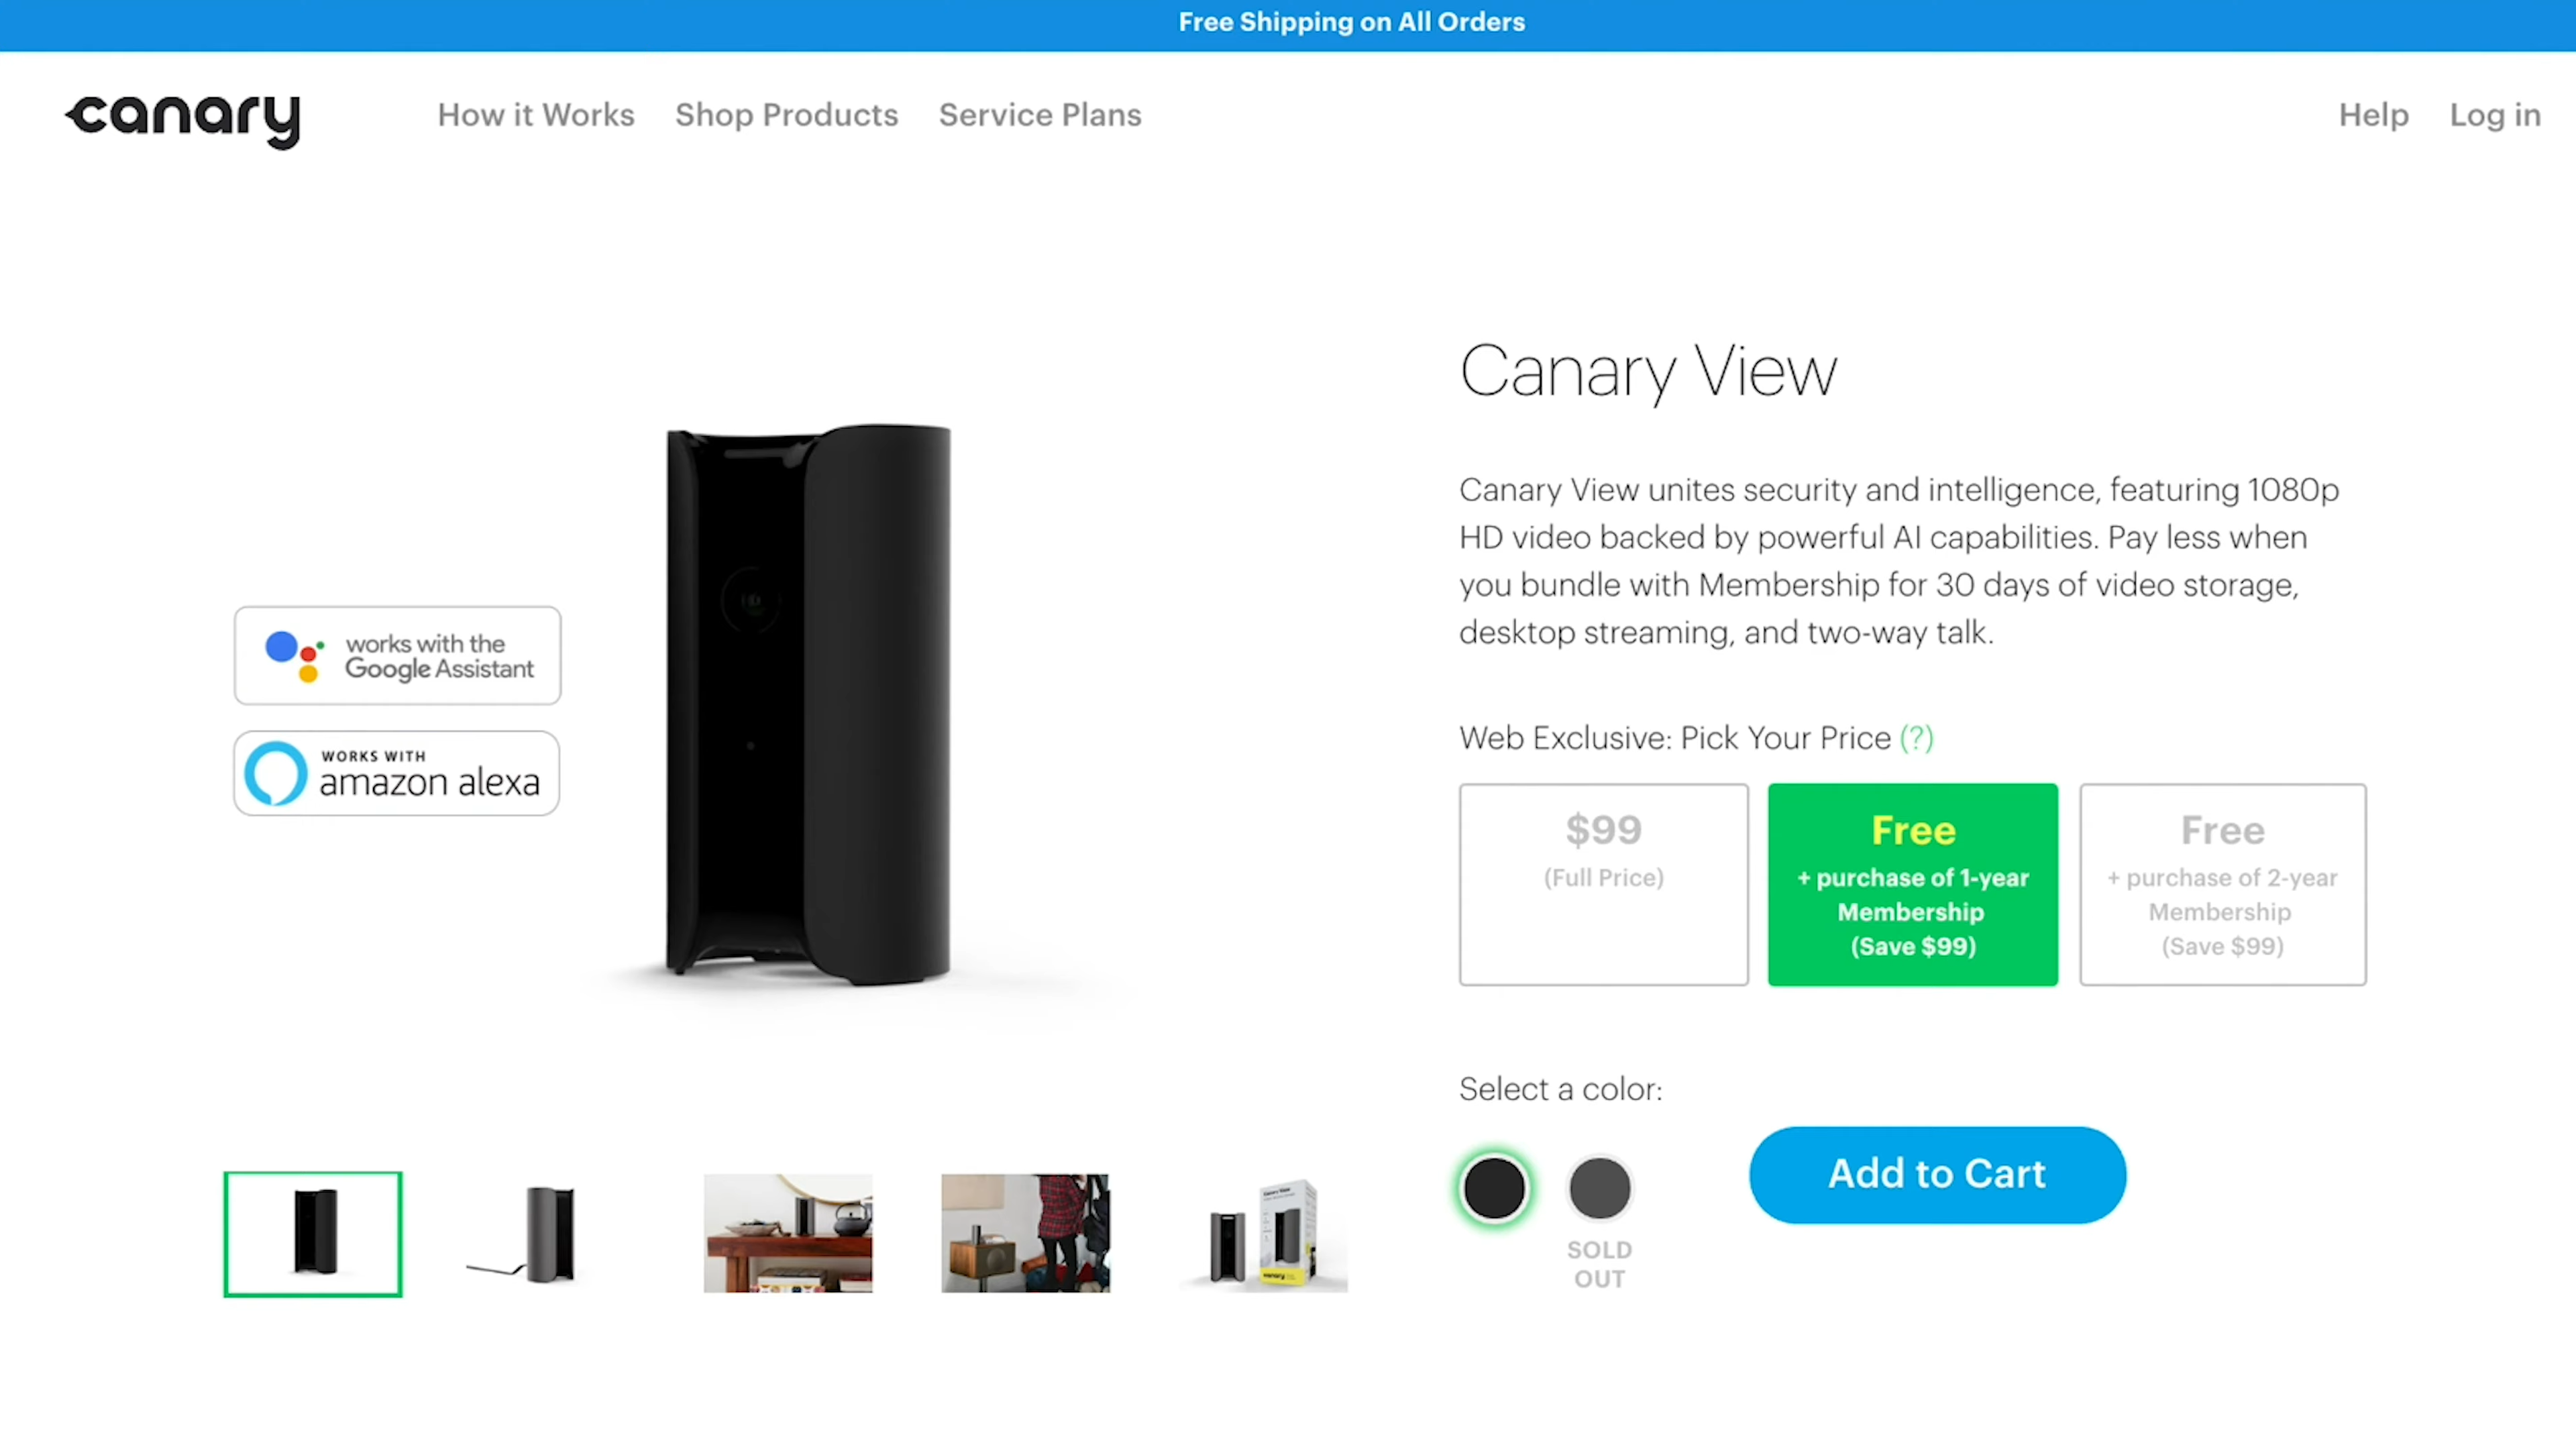 Free Shipping on All Orders
canary
How it Works
Shop Products
Service Plans
Help
Log in
works with the
Google Assistant
WORKS WITH
amazon alexa
Canary View
Canary View unites security and intelligence, featuring 1080p
HD video backed by powerful AI capabilities. Pay less when
you bundle with Membership for 30 days of video storage,
desktop streaming, and two-way talk.
Web Exclusive: Pick Your Price (?)
$99
(Full Price)
Free
+ purchase of 1-year
Membership
(Save $99)
Free
+ purchase of 2-year
Membership
(Save $99)
Select a color:
SOLD
OUT
Add to Cart
Canary View
canary